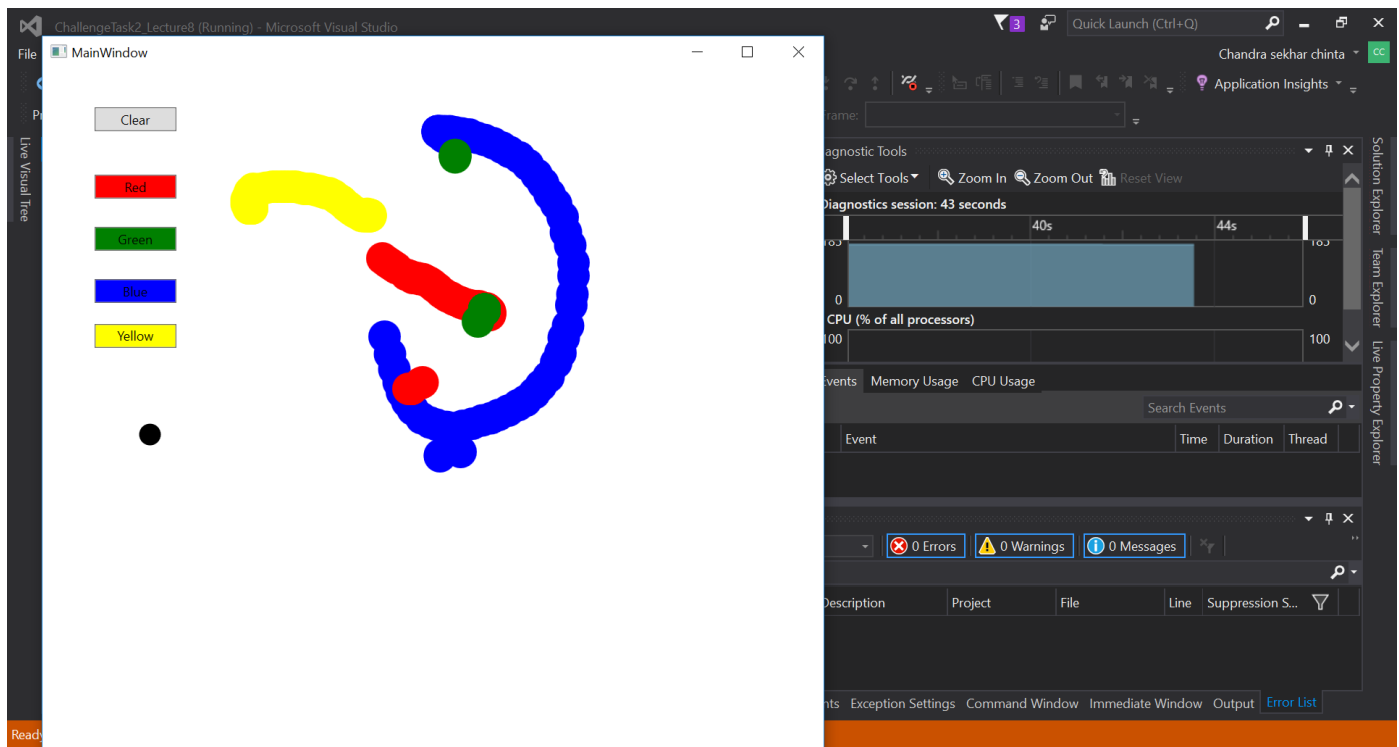 ChallengeTask2_Lecture8 (Running) - Microsoft Visual Studio
3
Quick Launch (Ctrl+Q)
File
MainWindow
Chandra sekhar chinta
CC
Application Insights
Clear
Red
Green
Blue
Yellow
Live Visual Tree
Diagnostic Tools
Select Tools
Zoom In
Zoom Out
Reset View
Diagnostics session: 43 seconds
40s
44s
0
0
CPU (% of all processors)
100
100
Events
Memory Usage
CPU Usage
Search Events
Event
Time
Duration
Thread
0 Errors
0 Warnings
0 Messages
Description
Project
File
Line
Suppression S...
Exception Settings
Command Window
Immediate Window
Output
Error List
Ready
Solution Explorer
Team Explorer
Live Property Explorer